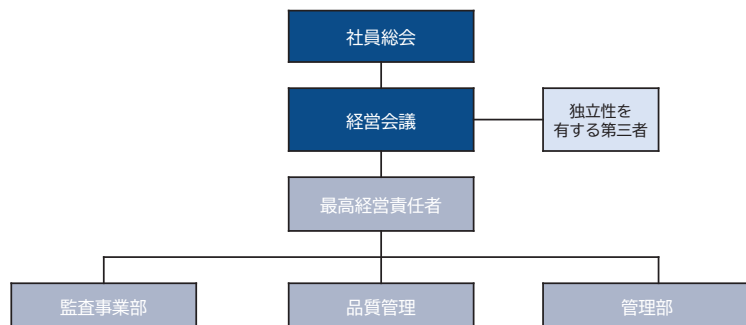 社員総会
経営会議
独立性を
有する第三者
最高経営責任者
監査事業部
品質管理
管理部